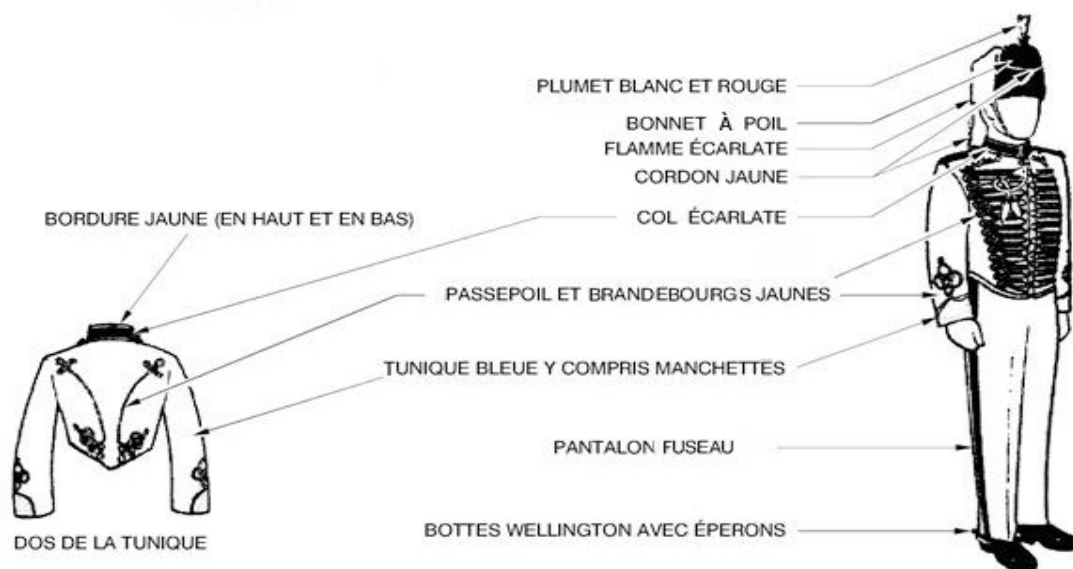 PLUMET BLANC ET ROUGE
BONNET À POIL
FLAMME ÉCARLATE
CORDON JAUNE
BORDURE JAUNE (EN HAUT ET EN BAS)
COL ÉCARLATE
PASSEPOIL ET BRANDEBOURGS JAUNES
TUNIQUE BLEUE Y COMPRIS MANCHETTES
PANTALON FUSEAU
BOTTES WELLINGTON AVEC ÉPERONS
DOS DE LA TUNIQUE